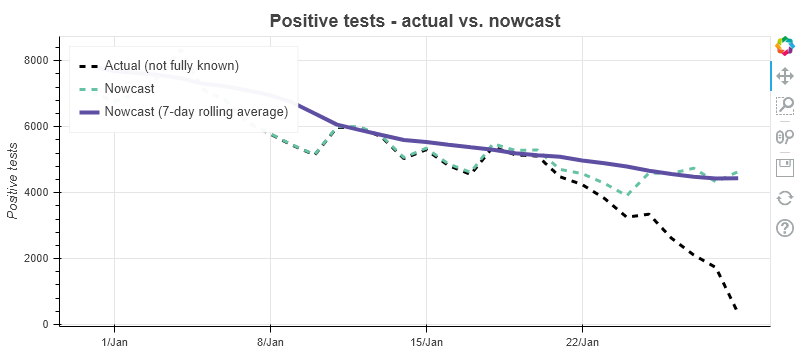 Positive tests - actual vs. nowcast
Actual (not fully known)
Nowcast
Nowcast (7-day rolling average)
Positive tests
8000
6000
4000
2000
0
1/Jan
8/Jan
15/Jan
22/Jan